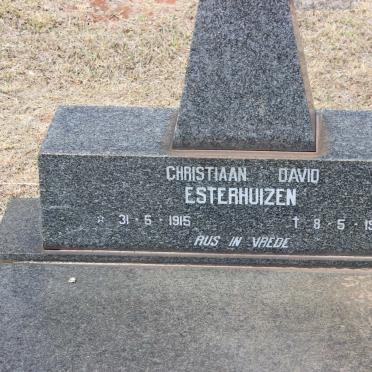 CHRISTIAAN DAVID
ESTERHUIZEN
31-5-1915 † 8-5-19
RUS IN VREDE